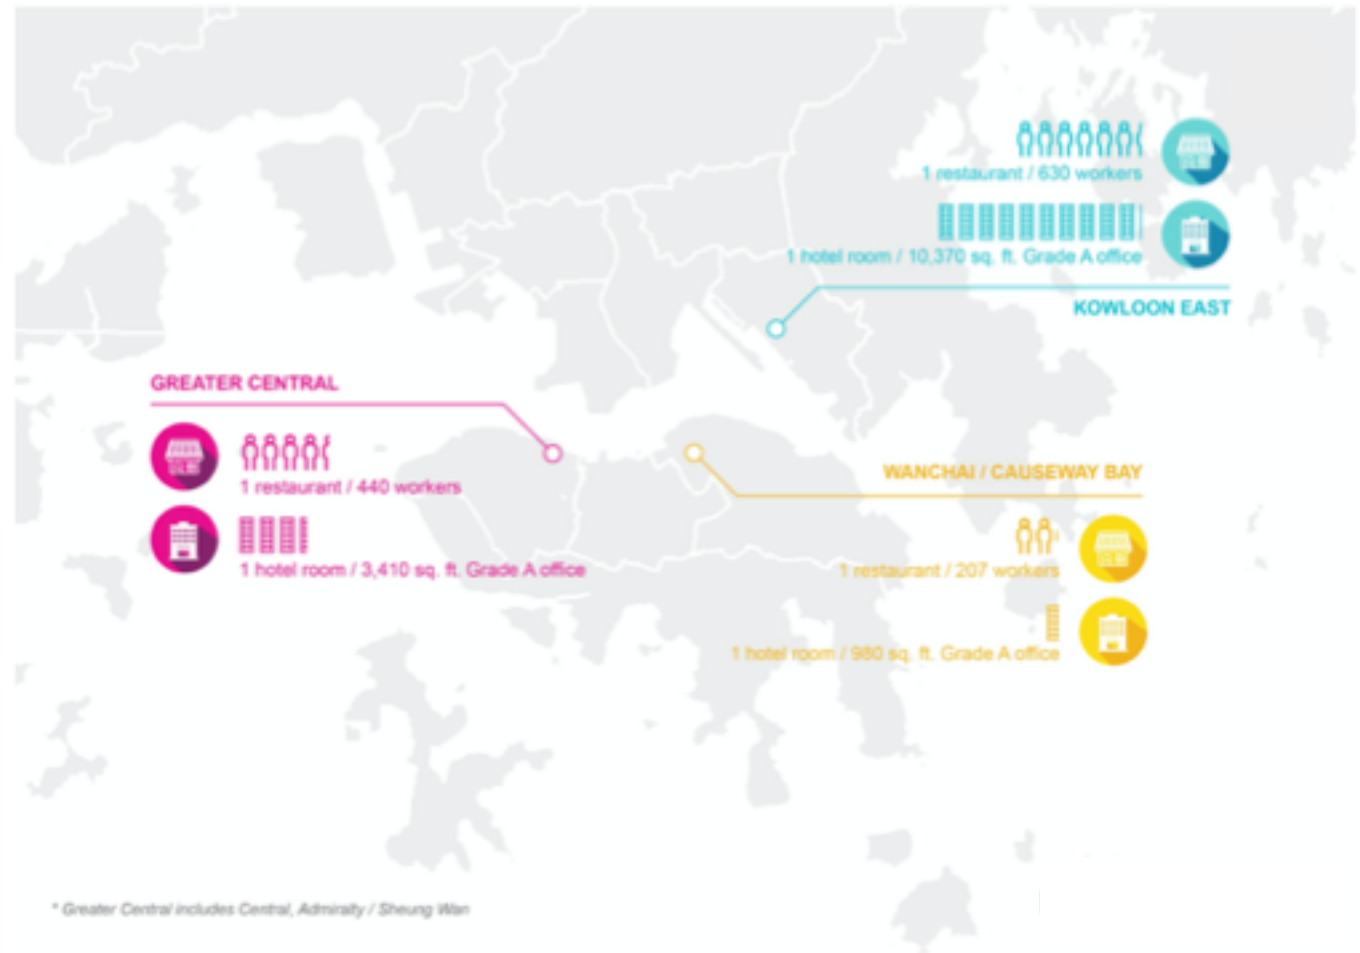 1 restaurant / 630 workers
1 hotel room / 10,370 sq. ft. Grade A office
KOWLOON EAST
GREATER CENTRAL
1 restaurant / 440 workers
1 hotel room / 3,410 sq. ft. Grade A office
WANCHAI / CAUSEWAY BAY
1 restaurant / 207 workers
1 hotel room / 980 sq. ft. Grade A office
* Greater Central includes Central, Admiralty / Sheung Wan